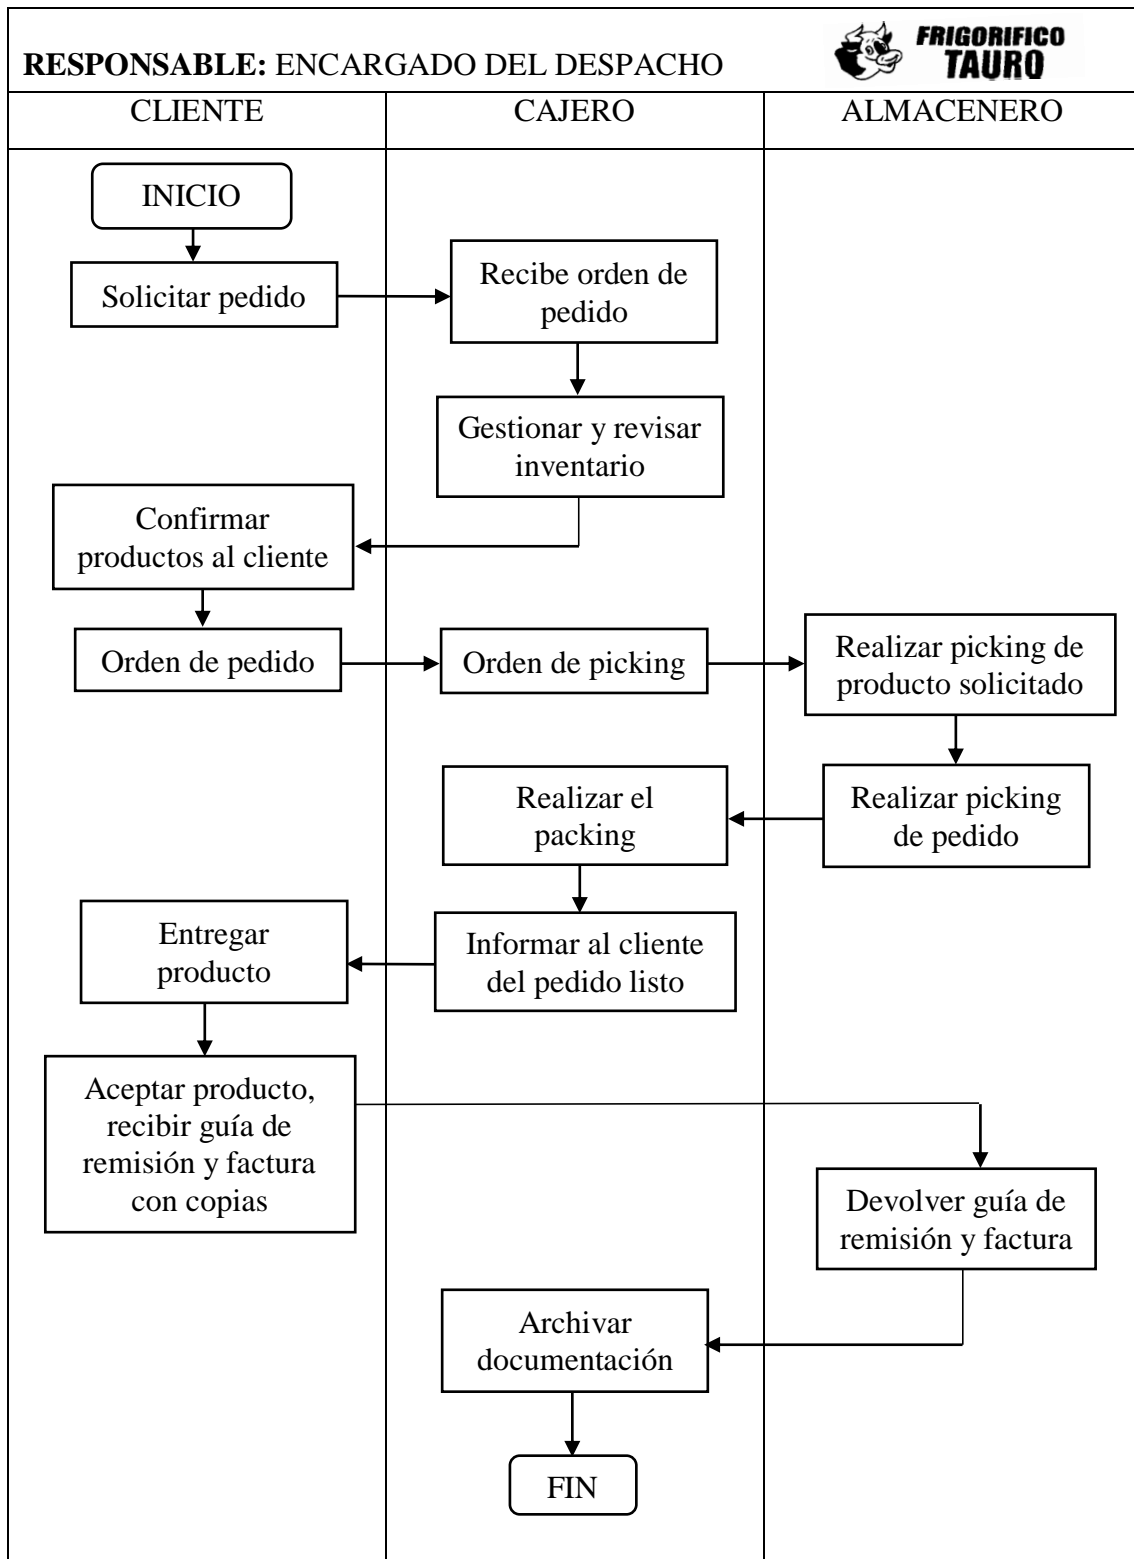 RESPONSABLE: ENCARGADO DEL DESPACHO
FRIGORIFICO
TAURO
CLIENTE
CAJERO
ALMACENERO
INICIO
Solicitar pedido
Recibe orden de
pedido
Gestionar y revisar
inventario
Confirmar
productos al cliente
Orden de pedido
Orden de picking
Realizar picking de
producto solicitado
Realizar picking
de pedido
Realizar el
packing
Informar al cliente
del pedido listo
Entregar
producto
Aceptar producto,
recibir guía de
remisión y factura
con copias
Devolver guía de
remisión y factura
Archivar
documentación
FIN